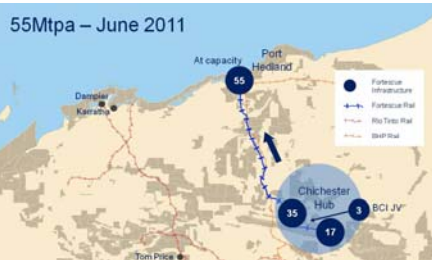 55Mtpa – June 2011
Port
Hedland
At capacity
55
Dampier
Karratha
Fortescue
Infrastructure
Fortescue Rail
Rio Tinto Rail
BHP Rail
Chichester
Hub
35
3
BCI JV
17
Tom Price